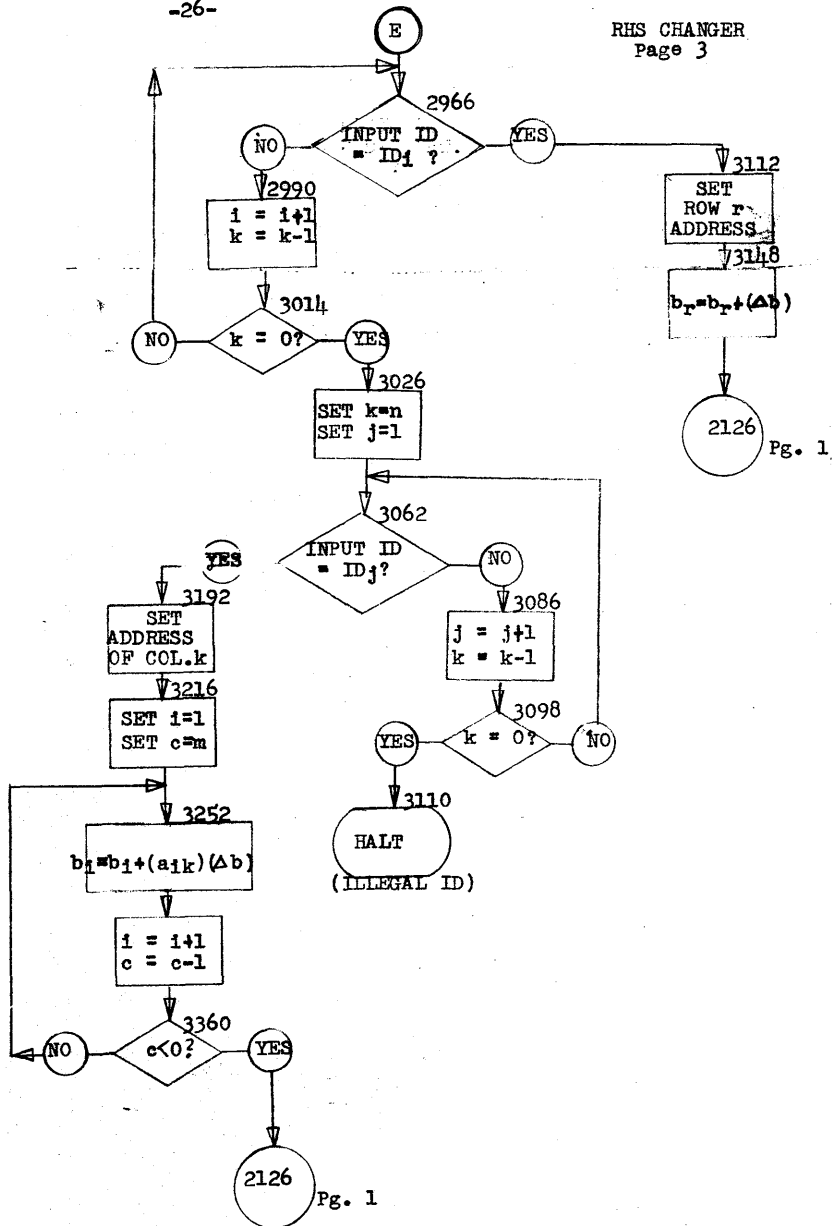 -26-
RHS CHANGER
Page 3
E
2966
INPUT ID
= IDi ?
NO
YES
2990
i = i+1
k = k-1
3112
SET
ROW r
ADDRESS
3148
br=br+(Δb)
3014
k = 0?
NO
YES
2126
Pg. 1
3026
SET k=n
SET j=1
3062
INPUT ID
= IDj?
YES
NO
3192
SET
ADDRESS
OF COL.k
3086
j = j+1
k = k-1
3216
SET i=1
SET c=m
3098
k = 0?
YES
NO
3110
HALT
(ILLEGAL ID)
3252
bi=bi+(aik)(Δb)
i = i+1
c = c-1
3360
c<0?
NO
YES
2126
Pg. 1